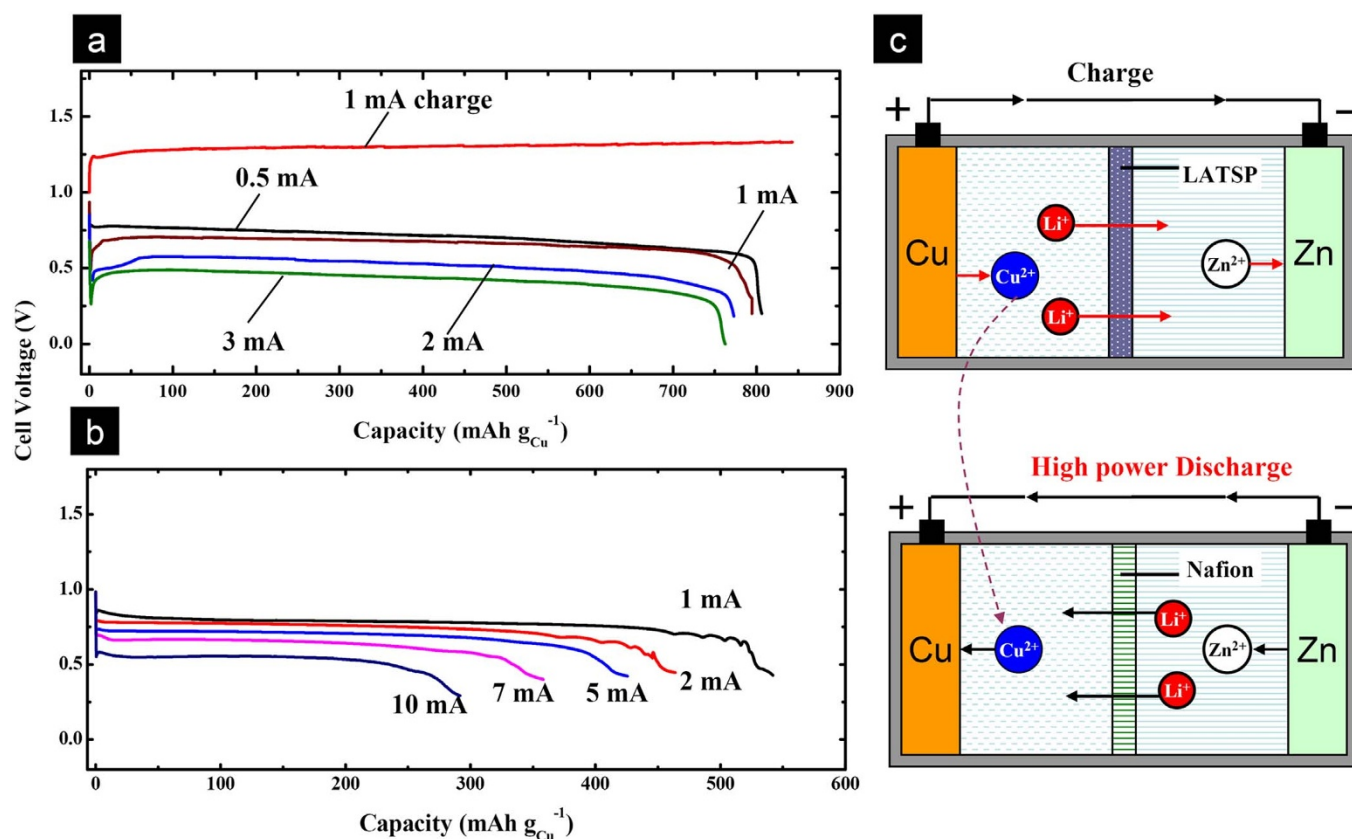 a
1.5
1.0
0.5
0.0
1 mA charge
0.5 mA
1 mA
3 mA
2 mA
0 100 200 300 400 500 600 700 800 900
Capacity (mAh g_Cu^-1)
Cell Voltage (V)
b
1.5
1.0
0.5
0.0
1 mA
2 mA
5 mA
7 mA
10 mA
0 100 200 300 400 500 600
Capacity (mAh g_Cu^-1)
c
Charge
+ −
LATSP
Cu
Li+
Cu2+
Li+
Zn2+
Zn
High power Discharge
+ −
Nafion
Cu
Cu2+
Li+
Li+
Zn2+
Zn